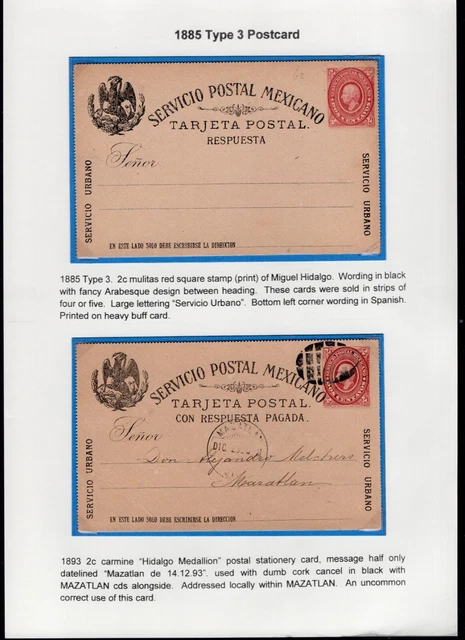 1885 Type 3 Postcard
SERVICIO POSTAL MEXICANO
TARJETA POSTAL.
RESPUESTA
Señor
SERVICIO URBANO
SERVICIO URBANO
EN ESTE LADO SOLO DEBE ESCRIBIRSE LA DIRECCION
1885 Type 3. 2c mulitas red square stamp (print) of Miguel Hidalgo. Wording in black
with fancy Arabesque design between heading. These cards were sold in strips of
four or five. Large lettering “Servicio Urbano”. Bottom left corner wording in Spanish.
Printed on heavy buff card.
SERVICIO POSTAL MEXICANO
TARJETA POSTAL
CON RESPUESTA PAGADA.
MAZATLAN
DIC
Señor
Don Alejandro Melchers
Mazatlan
SERVICIO URBANO
SERVICIO URBANO
EN ESTE LADO SOLO DEBE ESCRIBIRSE LA DIRECCION
1893 2c carmine “Hidalgo Medallion” postal stationery card, message half only
datelined “Mazatlan de 14.12.93”. used with dumb cork cancel in black with
MAZATLAN cds alongside. Addressed locally within MAZATLAN. An uncommon
correct use of this card.